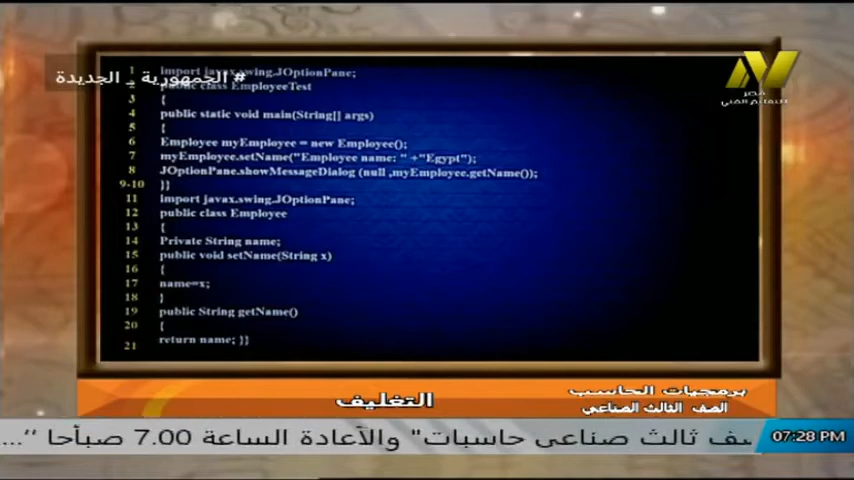 # الجمهورية _ الجديدة
مصر
التعليم الفني
1 import javax.swing.JOptionPane;
2 public class EmployeeTest
3 {
4 public static void main(String[] args)
5 {
6 Employee myEmployee = new Employee();
7 myEmployee.setName("Employee name: " +"Egypt");
8 JOptionPane.showMessageDialog (null ,myEmployee.getName());
9-10 }}
11 import javax.swing.JOptionPane;
12 public class Employee
13 {
14 Private String name;
15 public void setName(String x)
16 {
17 name=x;
18 }
19 public String getName()
20 {
21 return name; }}
برمجيات الحاسب
التغليف
الصف الثالث الصناعي
ثالث صناعى حاسبات" والأعادة الساعة 7.00 صبأحا ‘‘...
07:28 PM